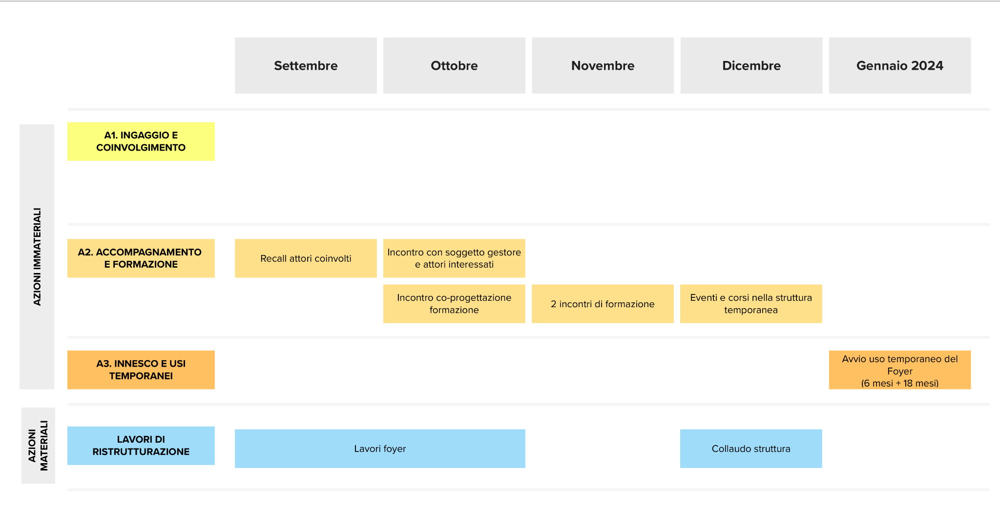 Settembre
Ottobre
Novembre
Dicembre
Gennaio 2024
AZIONI IMMATERIALI
A1. INGAGGIO E
COINVOLGIMENTO
A2. ACCOMPAGNAMENTO
E FORMAZIONE
Recall attori coinvolti
Incontro con soggetto gestore
e attori interessati
Incontro co-progettazione
formazione
2 incontri di formazione
Eventi e corsi nella struttura
temporanea
A3. INNESCO E USI
TEMPORANEI
Avvio uso temporaneo del
Foyer
(6 mesi + 18 mesi)
AZIONI
MATERIALI
LAVORI DI
RISTRUTTURAZIONE
Lavori foyer
Collaudo struttura